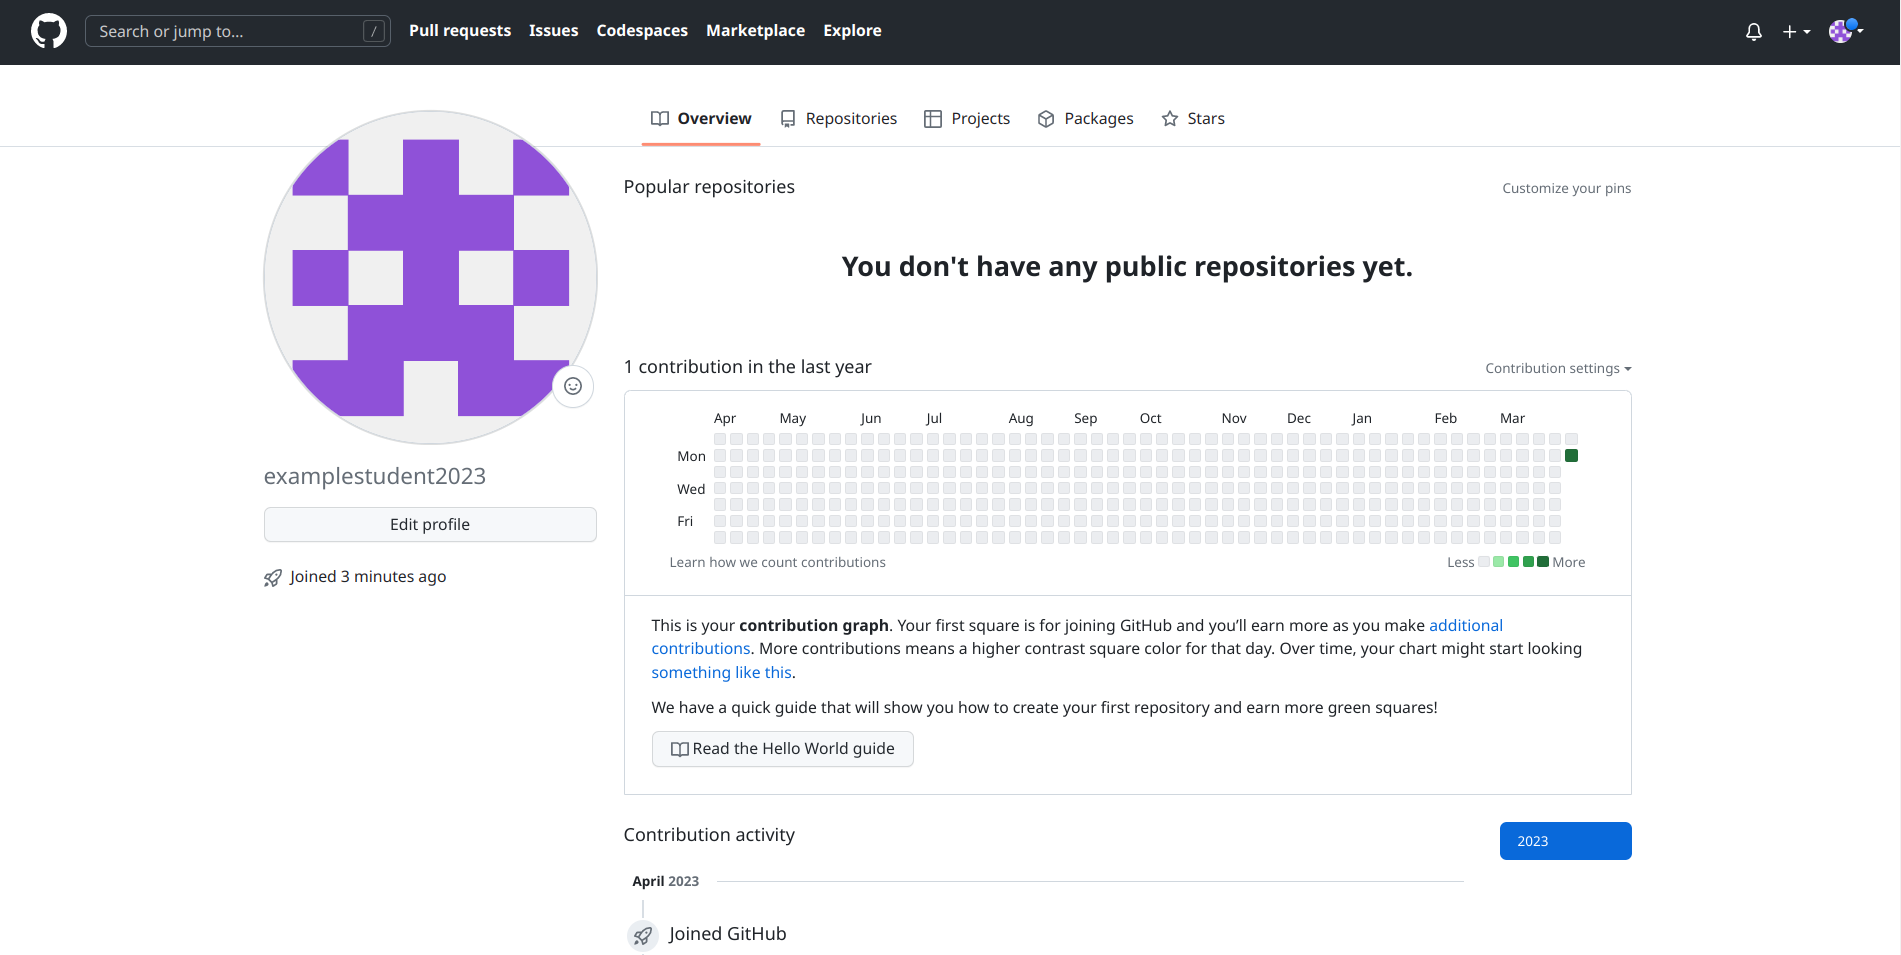 Search or jump to... /
Pull requests
Issues
Codespaces
Marketplace
Explore
Overview
Repositories
Projects
Packages
Stars
examplestudent2023
Edit profile
Joined 3 minutes ago
Popular repositories
Customize your pins
You don't have any public repositories yet.
1 contribution in the last year
Contribution settings
Apr May Jun Jul Aug Sep Oct Nov Dec Jan Feb Mar
Mon
Wed
Fri
Learn how we count contributions
Less More
This is your contribution graph. Your first square is for joining GitHub and you’ll earn more as you make additional
contributions. More contributions means a higher contrast square color for that day. Over time, your chart might start looking
something like this.
We have a quick guide that will show you how to create your first repository and earn more green squares!
Read the Hello World guide
Contribution activity
2023
April 2023
Joined GitHub